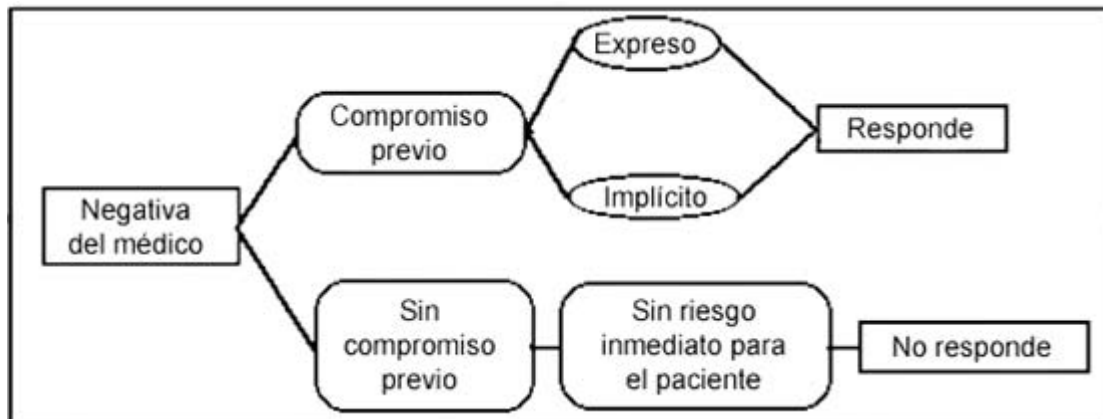 Negativa
del médico
Compromiso
previo
Expreso
Implícito
Responde
Sin
compromiso
previo
Sin riesgo
inmediato para
el paciente
No responde